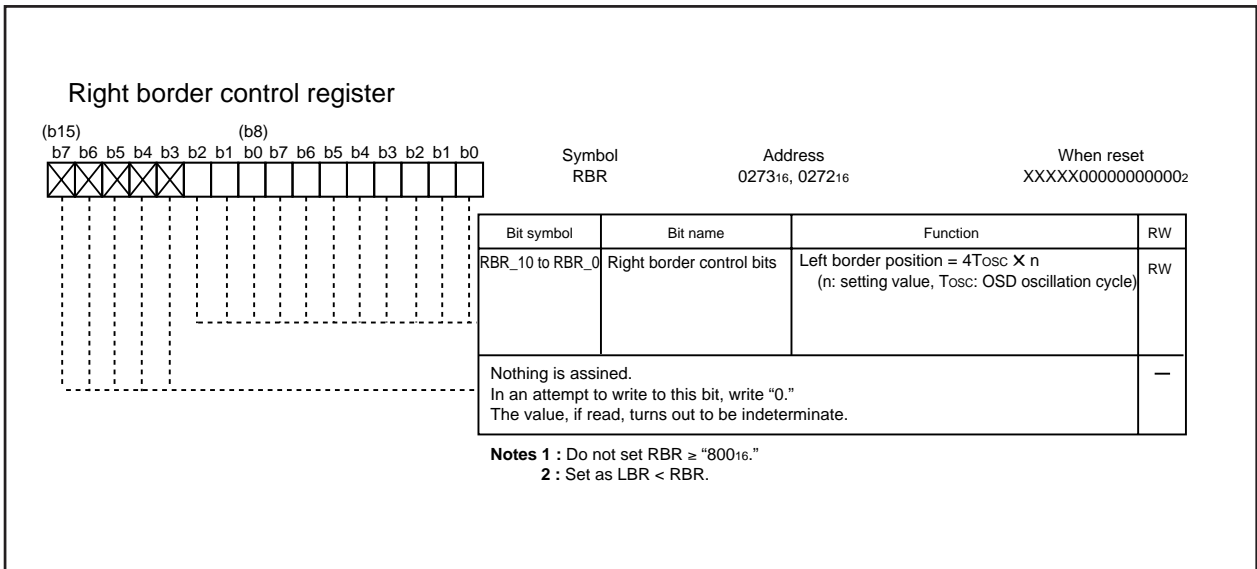 Right border control register
(b15) (b8)
b7 b6 b5 b4 b3 b2 b1 b0 b7 b6 b5 b4 b3 b2 b1 b0
Symbol Address When reset
RBR 027316, 027216 XXXXX000000000002
Bit symbol Bit name Function RW
RBR_10 to RBR_0 Right border control bits Left border position = 4TOSC X n RW
(n: setting value, TOSC: OSD oscillation cycle)
Nothing is assined. —
In an attempt to write to this bit, write “0.”
The value, if read, turns out to be indeterminate.
Notes 1 : Do not set RBR ≥ “80016.”
2 : Set as LBR < RBR.